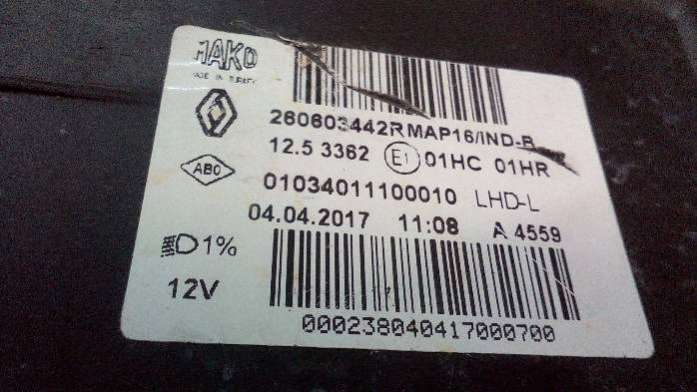 MAKO
MADE IN TURKEY
260603442R MAP16/IND-B
12.5 3362 E1 01HC 01HR
ABO
01034011100010 LHD-L
04.04.2017 11:08 A 4559
1%
12V
000238040417000700